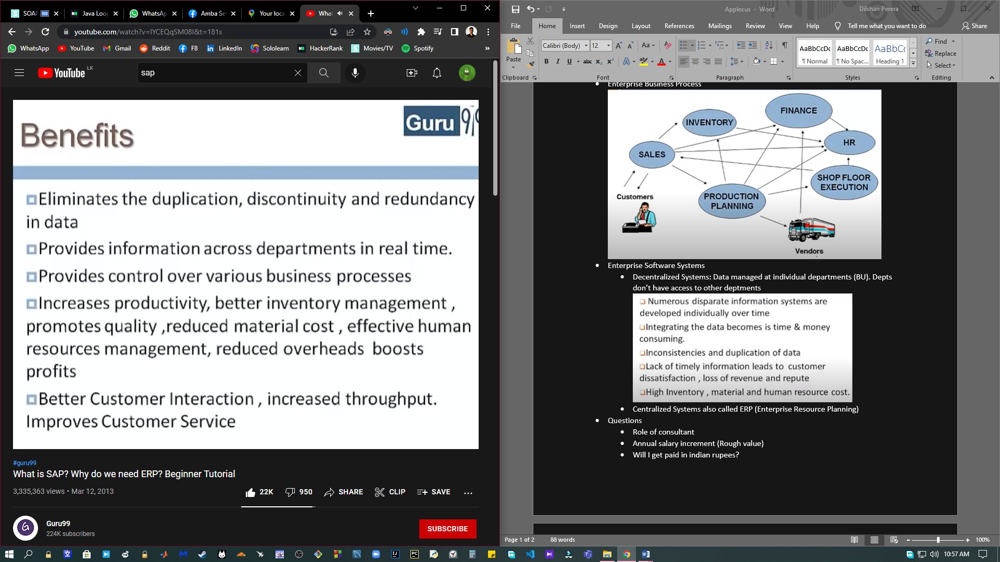 SOAP
Java Loop
WhatsAp
Amba Se
Your loca
What
youtube.com/watch?v=IYCEQqSM08I&t=181s
WhatsApp
YouTube
Gmail
Reddit
FB
LinkedIn
Sololearn
HackerRank
Movies/TV
Spotify
»
YouTube LK
sap
Benefits
Guru 99
Eliminates the duplication, discontinuity and redundancy
in data
Provides information across departments in real time.
Provides control over various business processes
Increases productivity, better inventory management ,
promotes quality ,reduced material cost , effective human
resources management, reduced overheads boosts
profits
Better Customer Interaction , increased throughput.
Improves Customer Service
#guru99
What is SAP? Why do we need ERP? Beginner Tutorial
3,335,363 views • Mar 12, 2013
22K
950
SHARE
CLIP
SAVE
...
Guru99
224K subscribers
SUBSCRIBE
Applexus - Word
Dilshan Perera
File
Home
Insert
Design
Layout
References
Mailings
Review
View
Help
Tell me what you want to do
Share
Paste
Clipboard
Calibri (Body)
12
Font
Paragraph
AaBbCcDc
¶ Normal
AaBbCcDc
¶ No Spac...
AaBbCc
Heading 1
Styles
Find
Replace
Select
Editing
Enterprise Business Process
FINANCE
INVENTORY
HR
SALES
SHOP FLOOR
EXECUTION
PRODUCTION
PLANNING
Customers
Vendors
Enterprise Software Systems
Decentralized Systems: Data managed at individual departments (BU). Depts
don't have access to other deptments
Numerous disparate information systems are
developed individually over time
Integrating the data becomes is time & money
consuming.
Inconsistencies and duplication of data
Lack of timely information leads to customer
dissatisfaction , loss of revenue and repute
High Inventory , material and human resource cost.
Centralized Systems also called ERP (Enterprise Resource Planning)
Questions
Role of consultant
Annual salary increment (Rough value)
Will I get paid in indian rupees?
Page 1 of 2
88 words
100%
10:57 AM